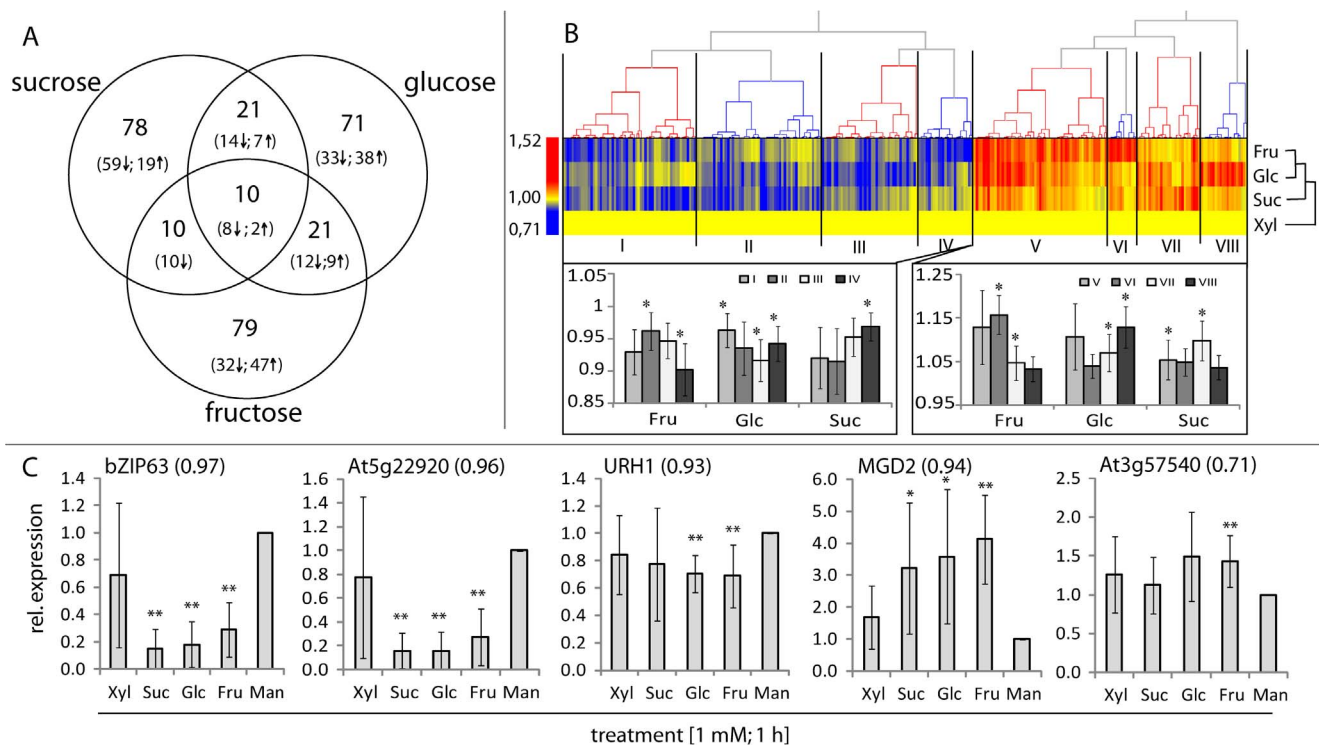 A
sucrose
glucose
78
(59↓; 19↑)
21
(14↓; 7↑)
71
(33↓; 38↑)
10
(8↓; 2↑)
10
(10↓)
21
(12↓;9↑)
79
(32↓; 47↑)
fructose
B
1,52
1,00
0,71
Fru
Glc
Suc
Xyl
I II III IV V VI VII VIII
1.05
1
0.95
0.9
0.85
I II III IV
* * * * * *
Fru Glc Suc
1.25
1.15
1.05
0.95
V VI VII VIII
* * * * * *
Fru Glc Suc
C
rel. expression
bZIP63 (0.97)
1.4
1.2
1.0
0.8
0.6
0.4
0.2
0.0
** ** **
Xyl Suc Glc Fru Man
At5g22920 (0.96)
1.6
1.4
1.2
1.0
0.8
0.6
0.4
0.2
0.0
** ** **
Xyl Suc Glc Fru Man
URH1 (0.93)
1.4
1.2
1.0
0.8
0.6
0.4
0.2
0.0
** **
Xyl Suc Glc Fru Man
MGD2 (0.94)
6.0
5.0
4.0
3.0
2.0
1.0
0.0
* * **
Xyl Suc Glc Fru Man
At3g57540 (0.71)
2.5
2.0
1.5
1.0
0.5
0.0
**
Xyl Suc Glc Fru Man
treatment [1 mM; 1 h]